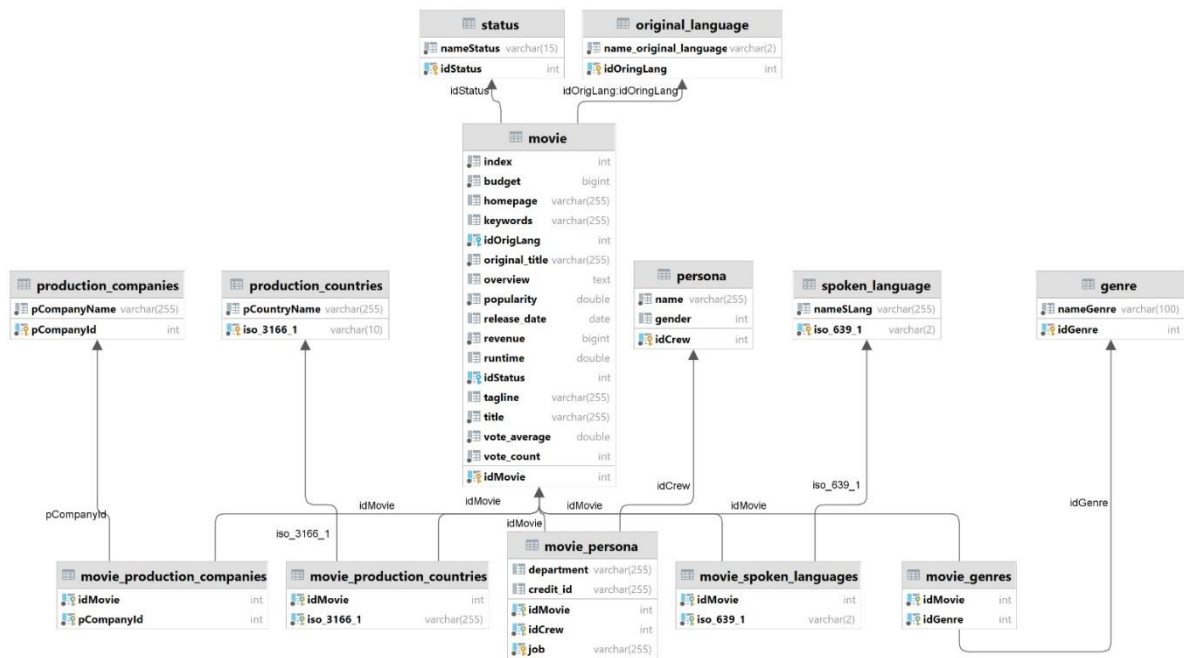 status
nameStatus varchar(15)
idStatus int
original_language
name_original_language varchar(2)
idOringLang int
idStatus
idOrigLang:idOringLang
movie
index int
budget bigint
homepage varchar(255)
keywords varchar(255)
idOrigLang int
original_title varchar(255)
overview text
popularity double
release_date date
revenue bigint
runtime double
idStatus int
tagline varchar(255)
title varchar(255)
vote_average double
vote_count int
idMovie int
production_companies
pCompanyName varchar(255)
pCompanyId int
production_countries
pCountryName varchar(255)
iso_3166_1 varchar(10)
persona
name varchar(255)
gender int
idCrew int
spoken_language
nameSLang varchar(255)
iso_639_1 varchar(2)
genre
nameGenre varchar(100)
idGenre int
pCompanyId
iso_3166_1
idMovie
idMovie
idMovie
idCrew
idMovie
idMovie
iso_639_1
idGenre
movie_production_companies
idMovie int
pCompanyId int
movie_production_countries
idMovie int
iso_3166_1 varchar(255)
movie_persona
department varchar(255)
credit_id varchar(255)
idMovie int
idCrew int
job varchar(255)
movie_spoken_languages
idMovie int
iso_639_1 varchar(2)
movie_genres
idMovie int
idGenre int